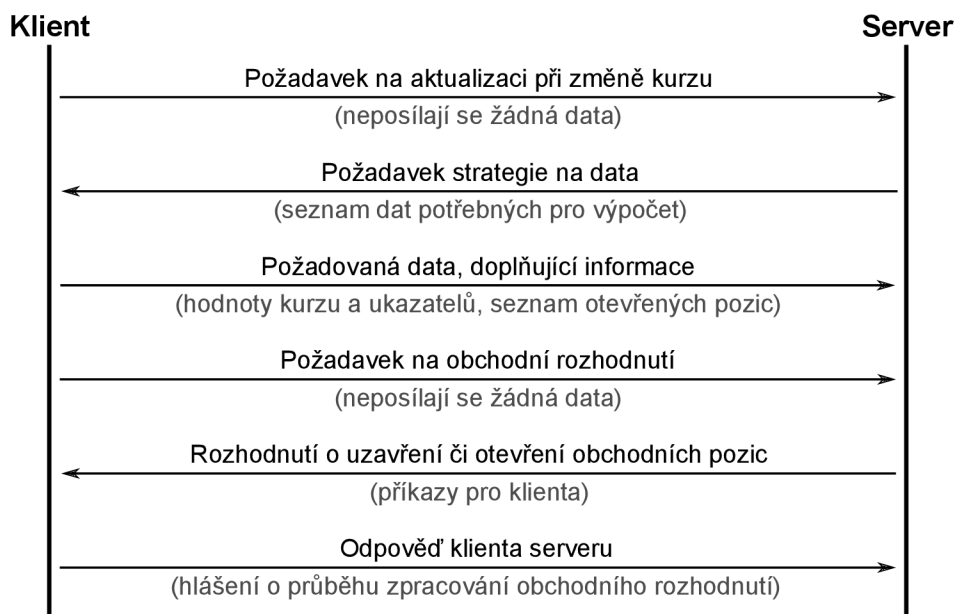 Klient
Server
Požadavek na aktualizaci při změně kurzu
(neposílají se žádná data)
Požadavek strategie na data
(seznam dat potřebných pro výpočet)
Požadovaná data, doplňující informace
(hodnoty kurzu a ukazatelů, seznam otevřených pozic)
Požadavek na obchodní rozhodnutí
(neposílají se žádná data)
Rozhodnutí o uzavření či otevření obchodních pozic
(příkazy pro klienta)
Odpověď klienta serveru
(hlášení o průběhu zpracování obchodního rozhodnutí)